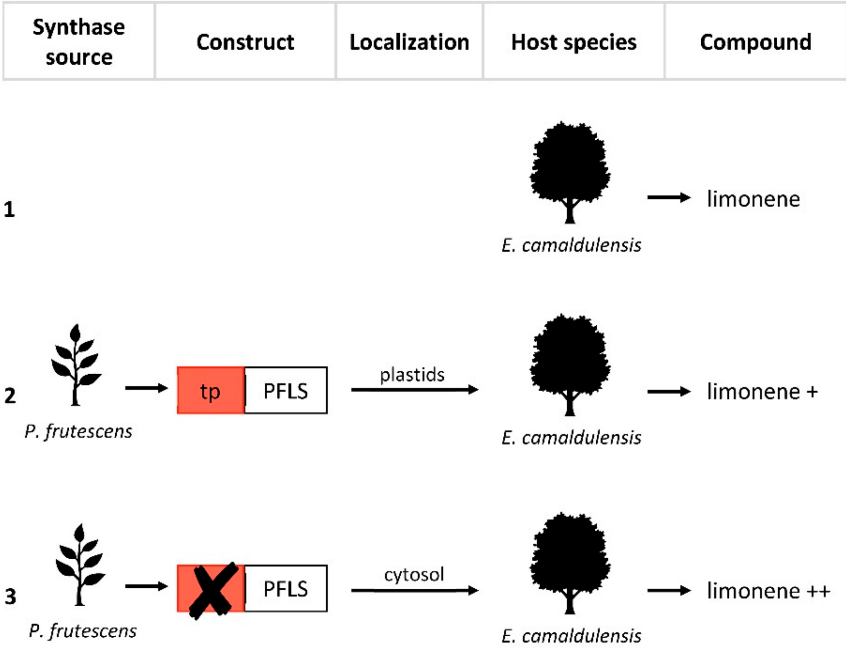 Synthase source
Construct
Localization
Host species
Compound
1
E. camaldulensis
limonene
2
P. frutescens
tp
PFLS
plastids
E. camaldulensis
limonene +
3
P. frutescens
PFLS
cytosol
E. camaldulensis
limonene ++